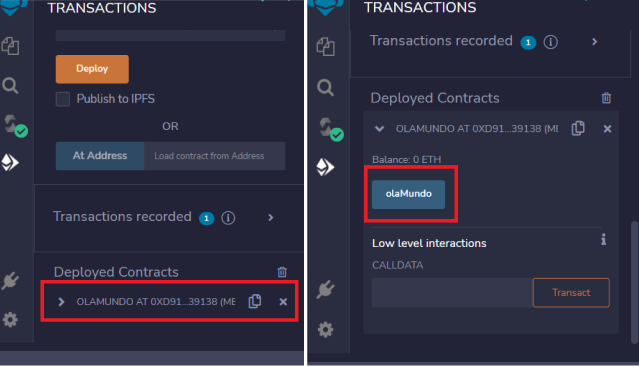 TRANSACTIONS
Deploy
Publish to IPFS
OR
At Address Load contract from Address
Transactions recorded 1 i
Deployed Contracts
OLAMUNDO AT 0XD91...39138 (ME
TRANSACTIONS
Transactions recorded 1 i
Deployed Contracts
OLAMUNDO AT 0XD91...39138 (MI
Balance: 0 ETH
olaMundo
Low level interactions i
CALLDATA
Transact